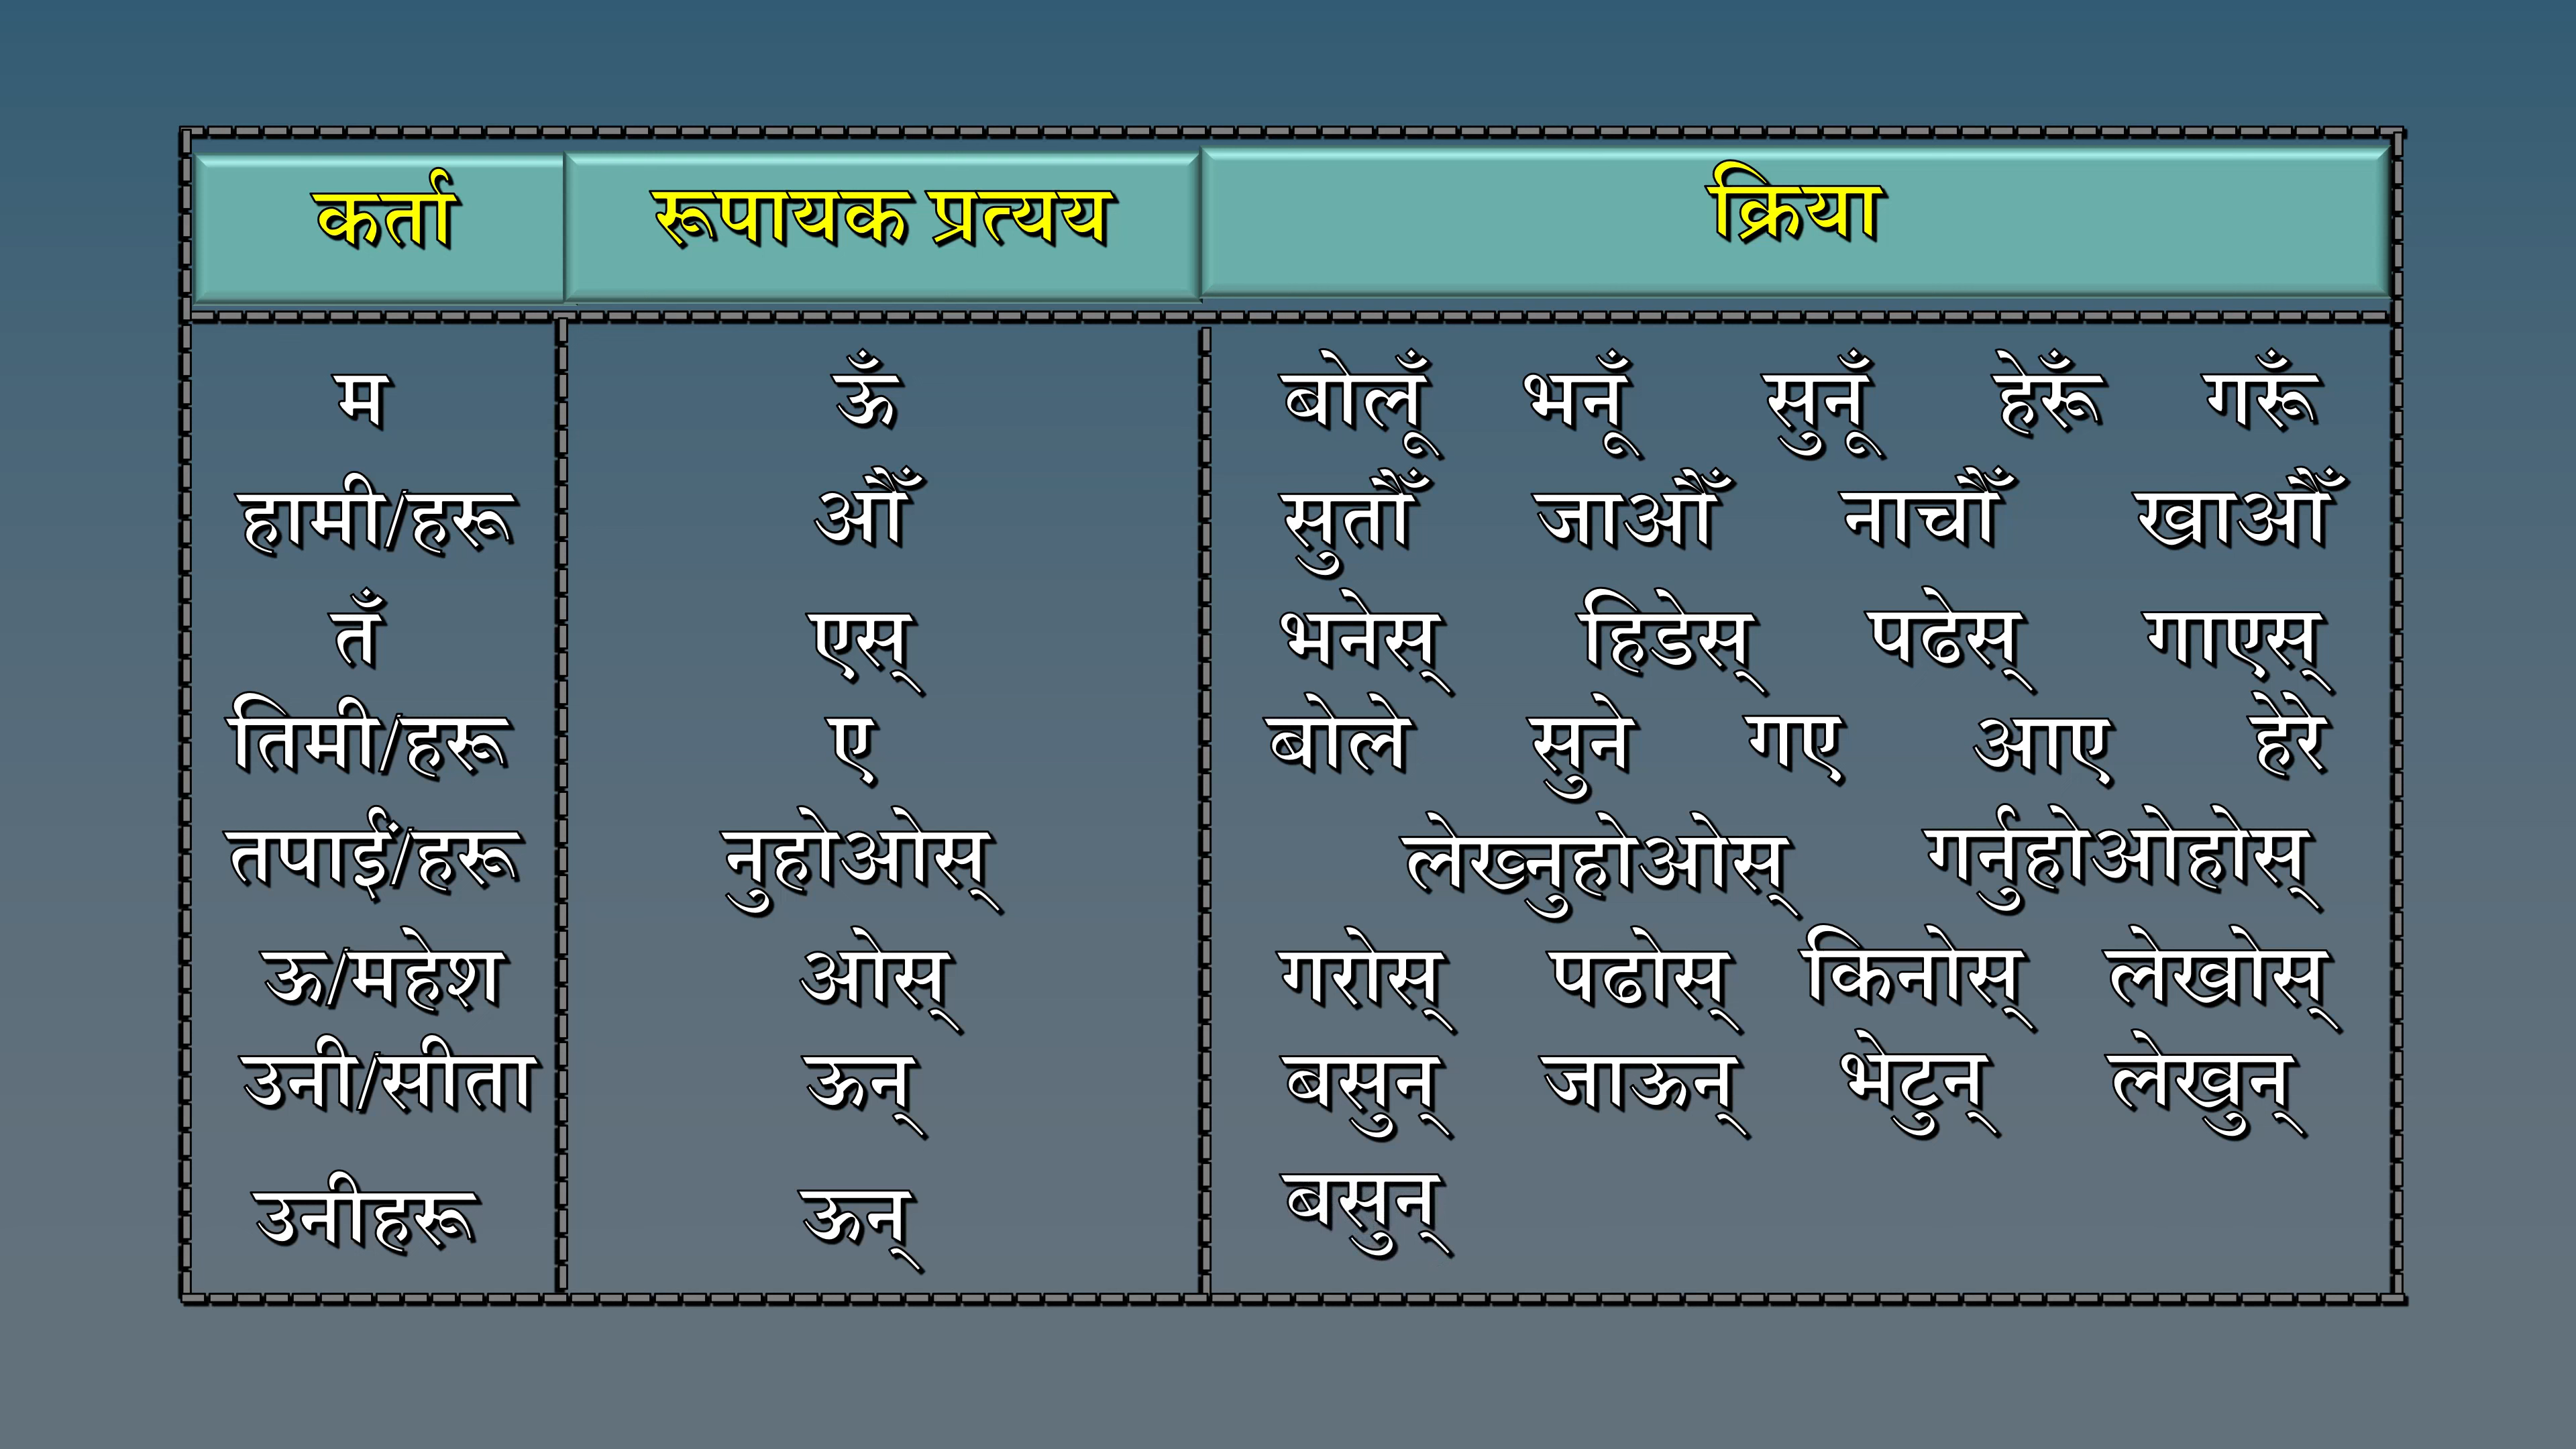 कर्ता रूपायक प्रत्यय क्रिया
म ऊँ बोलूँ भनूँ सुनूँ हेरूँ गरूँ
हामी/हरू औँ सुतौँ जाऔँ नाचौँ खाऔँ
तँ एस् भनेस् हिडेस् पढेस् गाएस्
तिमी/हरू ए बोले सुने गए आए हेरे
तपाईं/हरू नुहोओस् लेख्नुहोओस् गर्नुहोओहोस्
ऊ/महेश ओस् गरोस् पढोस् किनोस् लेखोस्
उनी/सीता ऊन् बसुन् जाऊन् भेटुन् लेखुन्
उनीहरू ऊन् बसुन्